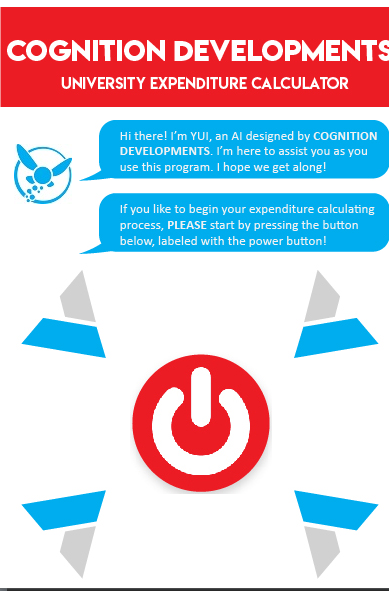 COGNITION DEVELOPMENTS
UNIVERSITY EXPENDITURE CALCULATOR
Hi there! I'm YUI, an AI designed by COGNITION
DEVELOPMENTS. I'm here to assist you as you
use this program. I hope we get along!
If you like to begin your expenditure calculating
process, PLEASE start by pressing the button
below, labeled with the power button!